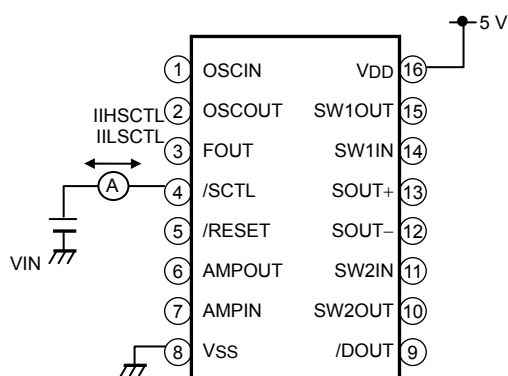 5 V
1 OSCIN VDD 16
IIHSCTL 2 OSCOUT SW1OUT 15
IILSCTL 3 FOUT SW1IN 14
A 4 /SCTL SOUT+ 13
5 /RESET SOUT− 12
VIN 6 AMPOUT SW2IN 11
7 AMPIN SW2OUT 10
8 VSS /DOUT 9